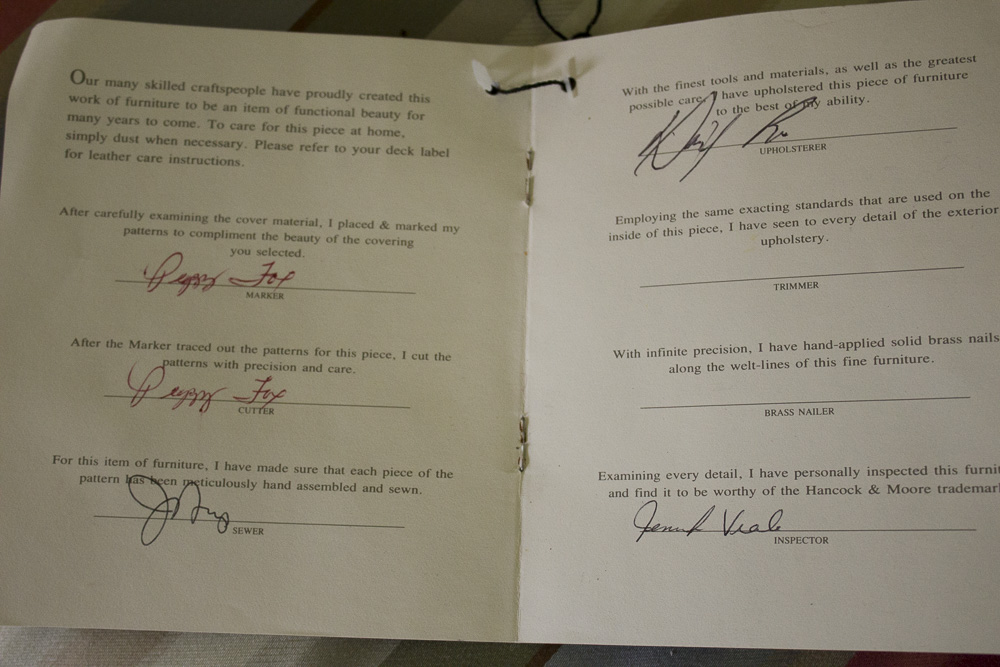 Our many skilled craftspeople have proudly created this
work of furniture to be an item of functional beauty for
many years to come. To care for this piece at home,
simply dust when necessary. Please refer to your deck label
for leather care instructions.
After carefully examining the cover material, I placed & marked my
patterns to compliment the beauty of the covering
you selected.
Peggy Fox
MARKER
After the Marker traced out the patterns for this piece, I cut the
patterns with precision and care.
Peggy Fox
CUTTER
For this item of furniture, I have made sure that each piece of the
pattern has been meticulously hand assembled and sewn.
SEWER
With the finest tools and materials, as well as the greatest
possible care, I have upholstered this piece of furniture
to the best of my ability.
UPHOLSTERER
Employing the same exacting standards that are used on the
inside of this piece, I have seen to every detail of the exterior
upholstery.
TRIMMER
With infinite precision, I have hand-applied solid brass nails
along the welt-lines of this fine furniture.
BRASS NAILER
Examining every detail, I have personally inspected this furni
and find it to be worthy of the Hancock & Moore trademar
INSPECTOR